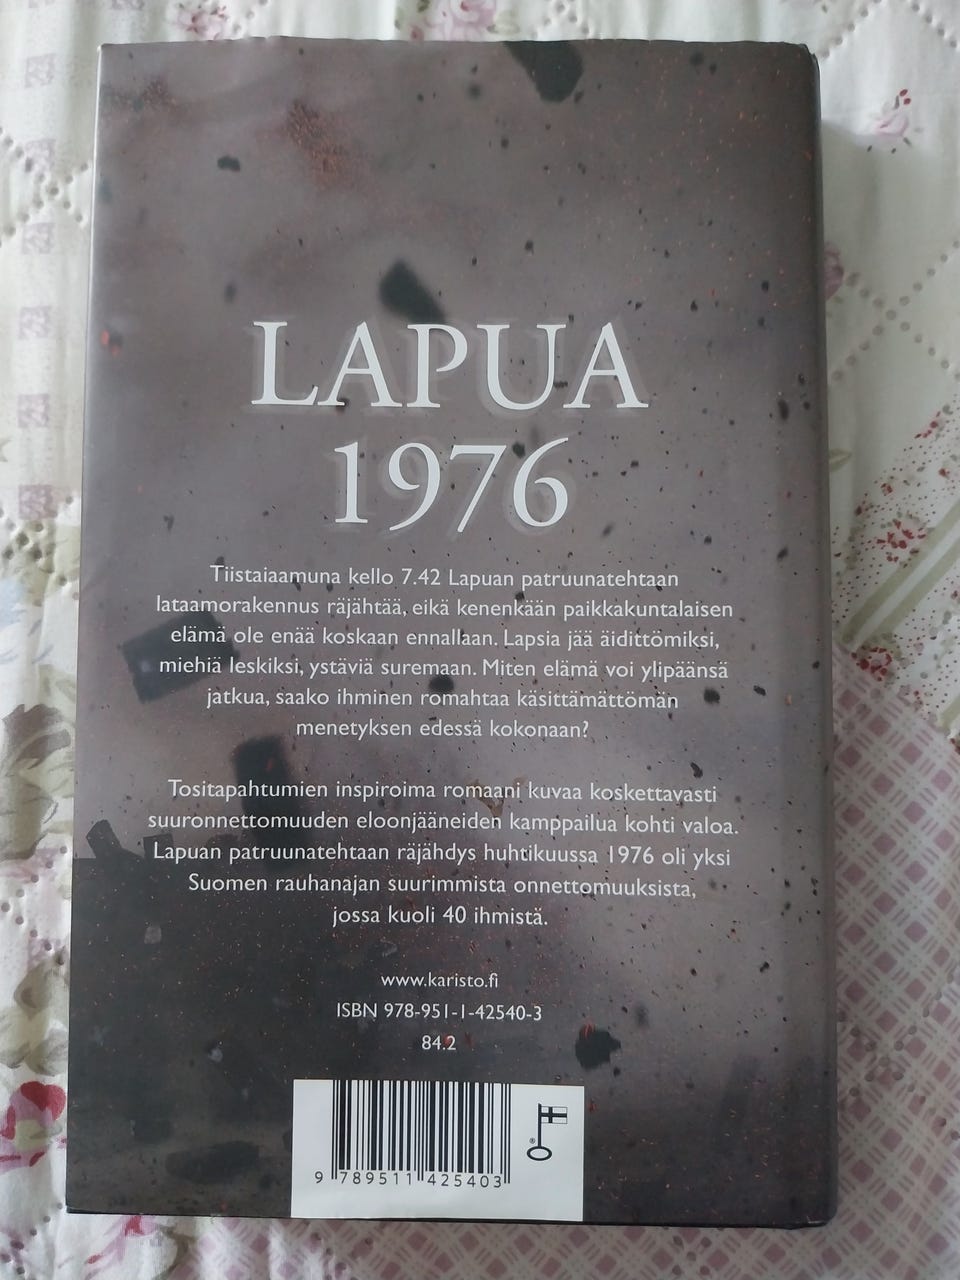 LAPUA
1976
Tiistaiaamuna kello 7.42 Lapuan patruunatehtaan
lataamorakennus räjähtää, eikä kenenkään paikkakuntalaisen
elämä ole enää koskaan ennallaan. Lapsia jää äidittömiksi,
miehiä leskiksi, ystäviä suremaan. Miten elämä voi ylipäänsä
jatkua, saako ihminen romahtaa käsittämättömän
menetyksen edessä kokonaan?
Tositapahtumien inspiroima romaani kuvaa koskettavasti
suuronnettomuuden eloonjääneiden kamppailua kohti valoa.
Lapuan patruunatehtaan räjähdys huhtikuussa 1976 oli yksi
Suomen rauhanajan suurimmista onnettomuuksista,
jossa kuoli 40 ihmistä.
www.karisto.fi
ISBN 978-951-1-42540-3
84.2
9 789511 425403
®